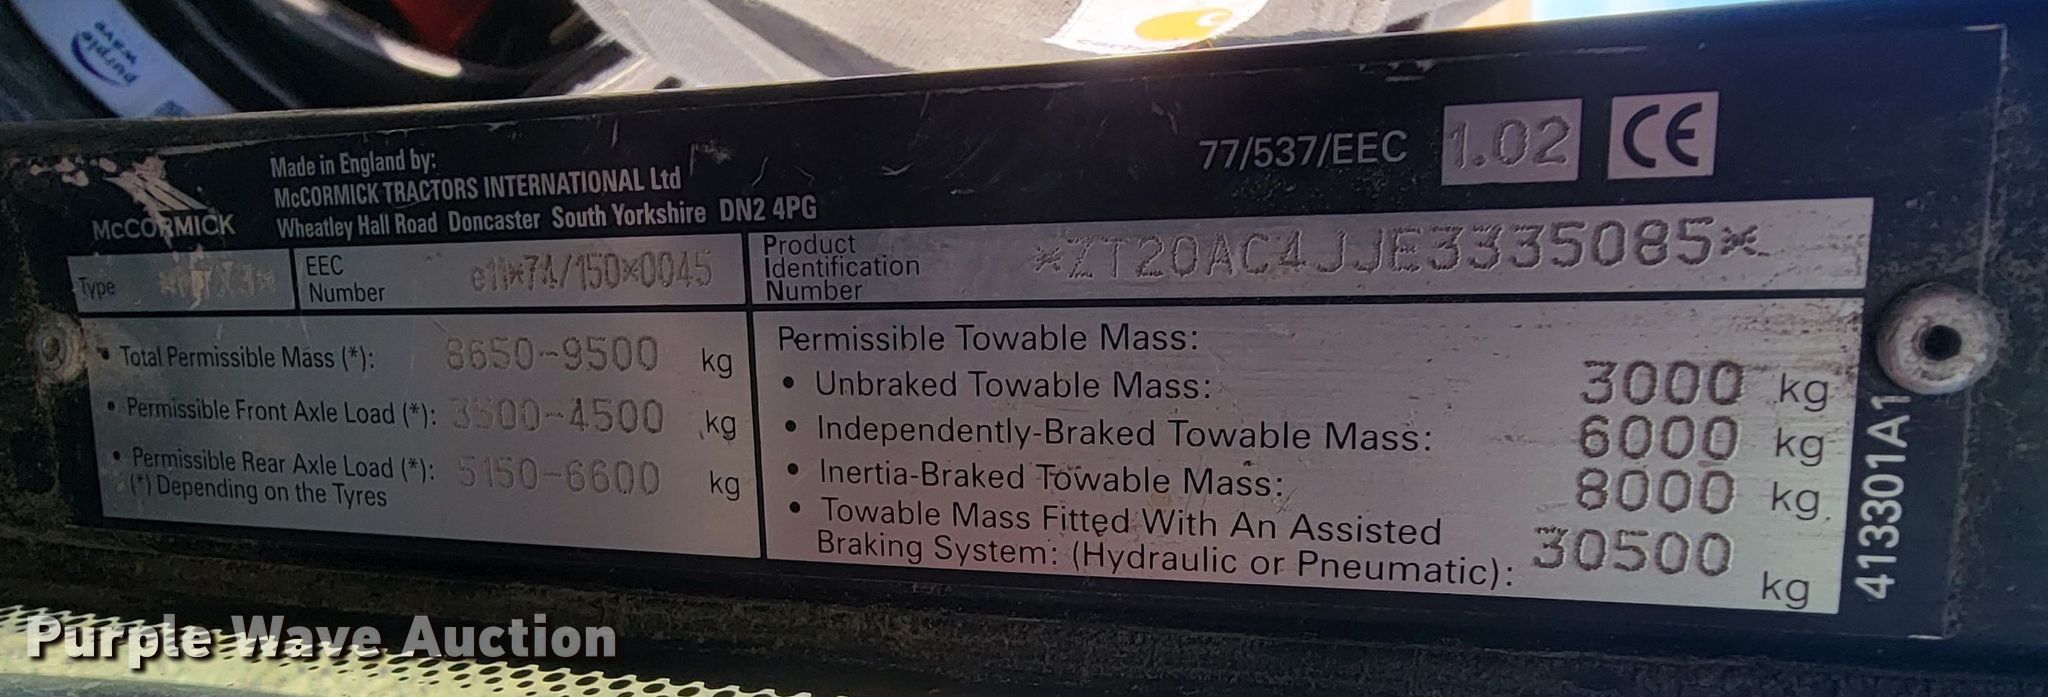 purple
wave
Made in England by:
McCORMICK TRACTORS INTERNATIONAL Ltd
Wheatley Hall Road Doncaster South Yorkshire DN2 4PG
McCORMICK
77/537/EEC 1.02 CE
Type
EEC
Number
e11*74/150*0045
Product
Identification
Number
*ZT20AC4JJE3335085*
• Total Permissible Mass (*): 8650-9500 kg
• Permissible Front Axle Load (*): 3500-4500 kg
• Permissible Rear Axle Load (*): 5150-6600 kg
(*) Depending on the Tyres
Permissible Towable Mass:
• Unbraked Towable Mass: 3000 kg
• Independently-Braked Towable Mass: 6000 kg
• Inertia-Braked Towable Mass: 8000 kg
• Towable Mass Fitted With An Assisted
Braking System: (Hydraulic or Pneumatic): 30500 kg
413301A1
Purple Wave Auction